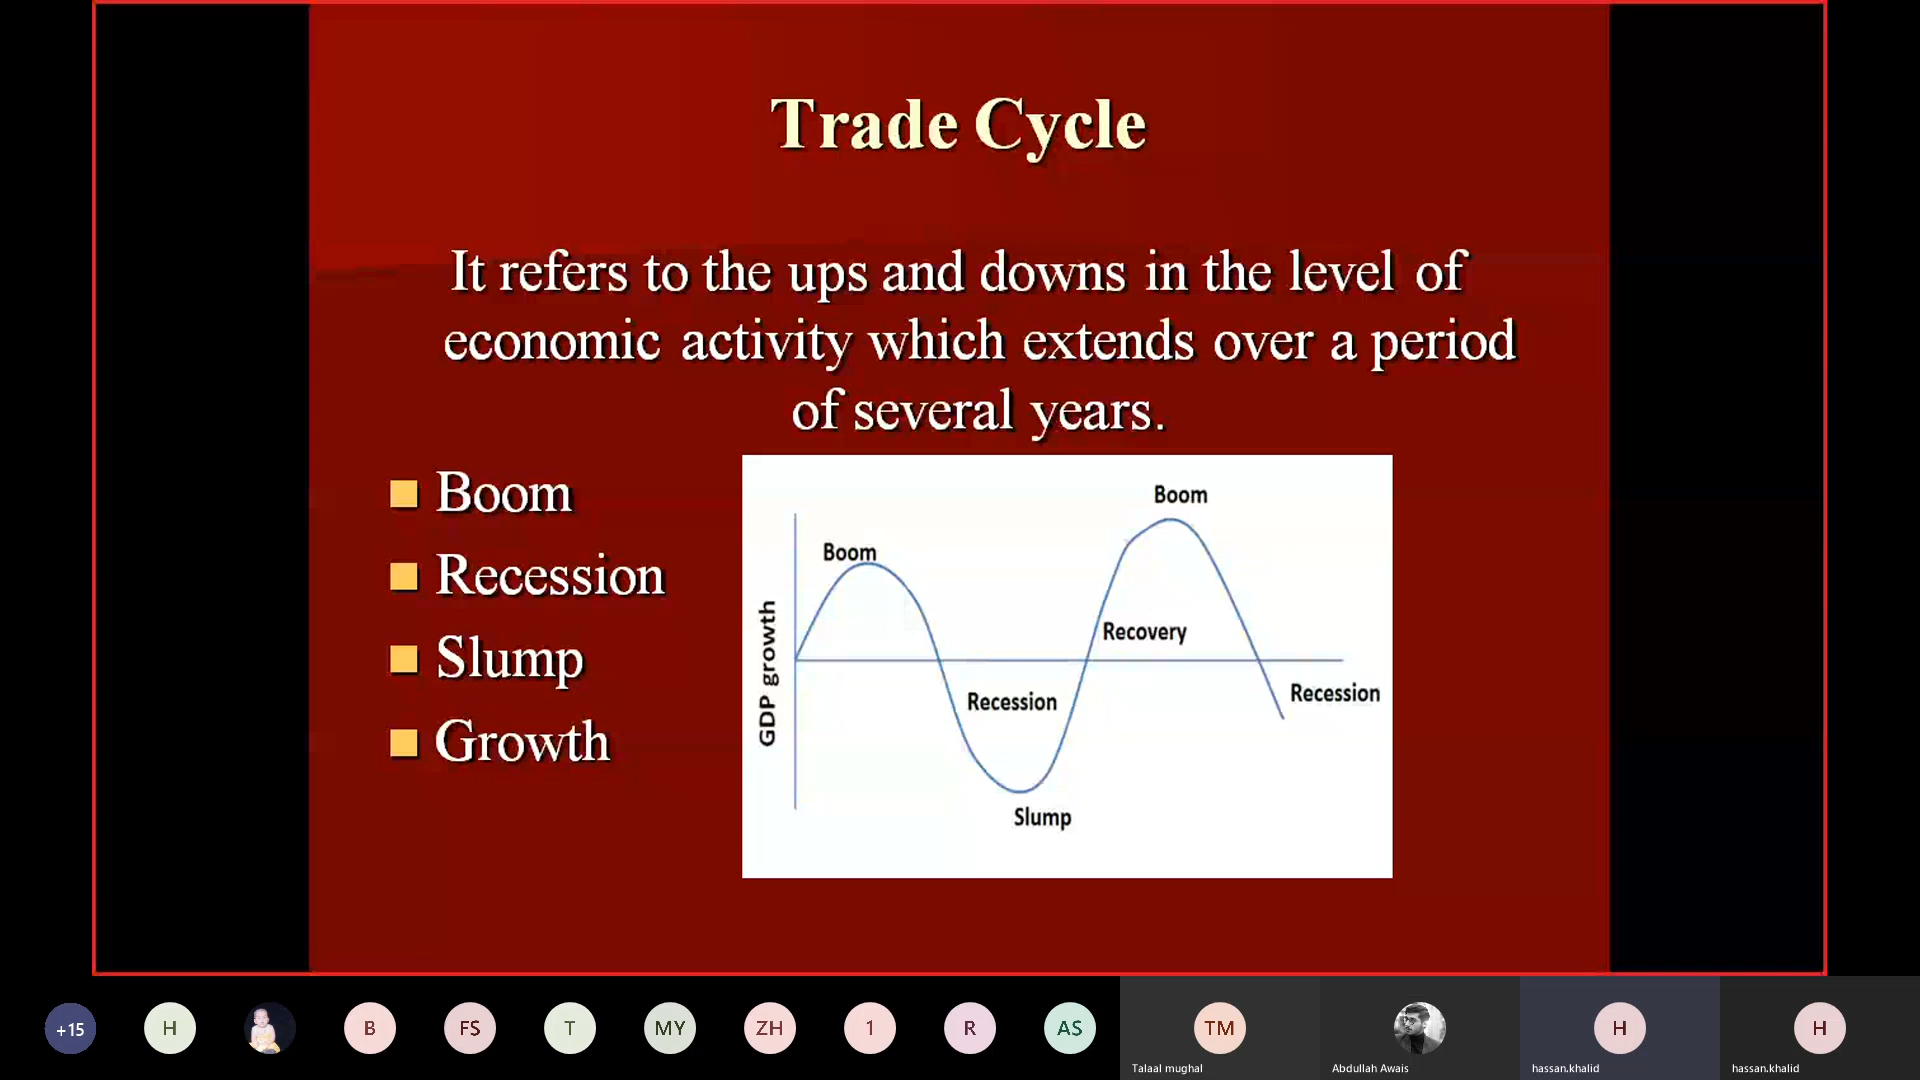 Trade Cycle
It refers to the ups and downs in the level of
economic activity which extends over a period
of several years.
Boom
Recession
Slump
Growth
Boom
Boom
GDP growth
Recovery
Recession
Recession
Slump
+15
H
B
FS
T
MY
ZH
1
R
AS
TM
H
H
Talaal mughal
Abdullah Awais
hassan.khalid
hassan.khalid